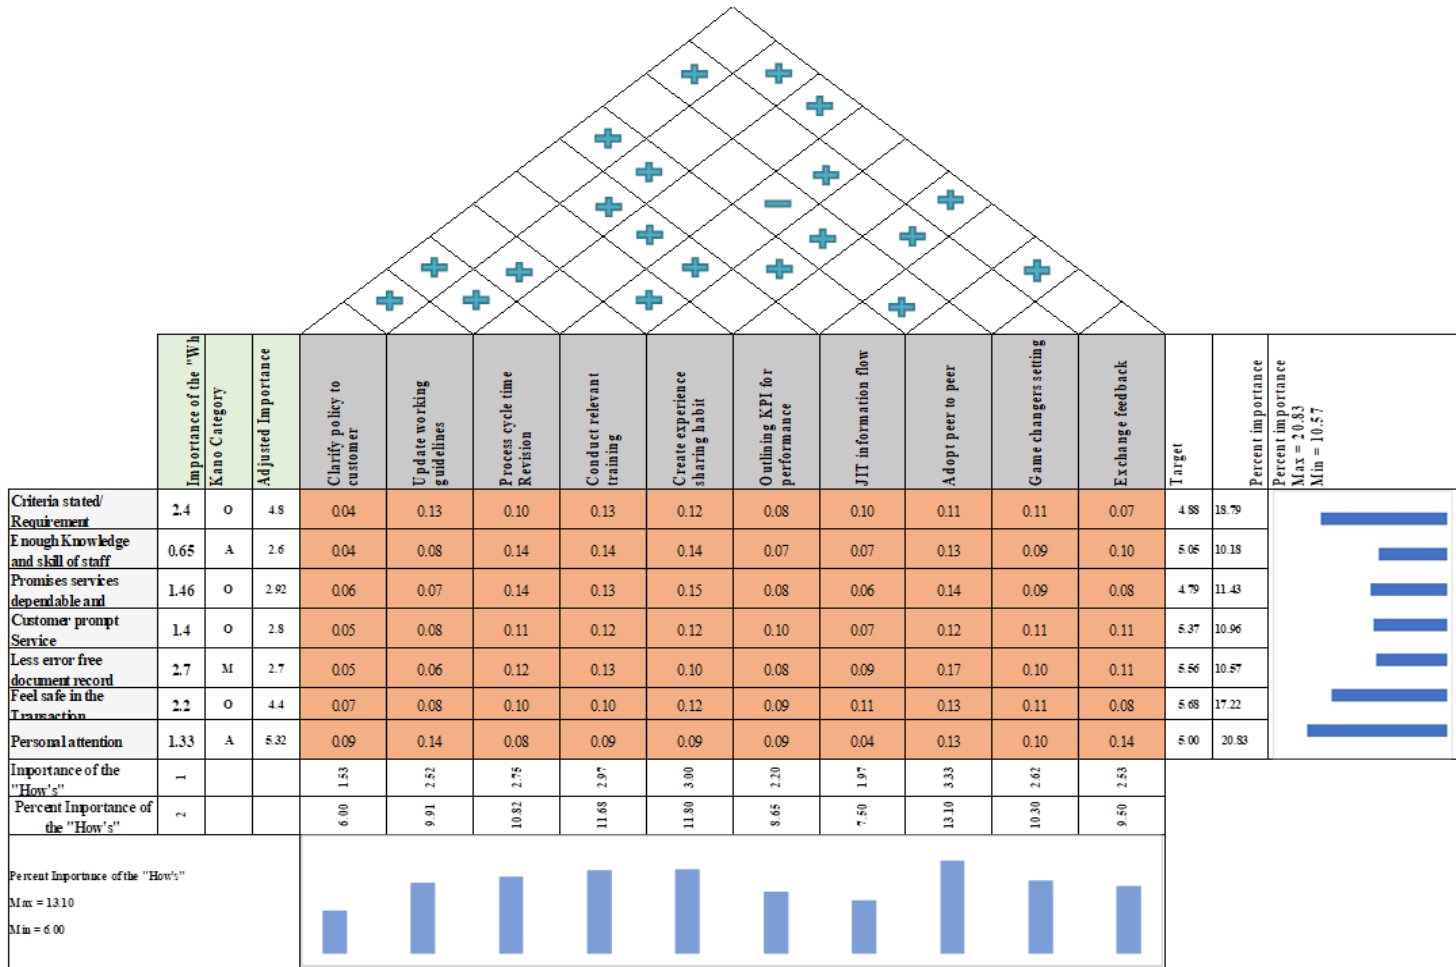 Importance of the "Wh
Kano Category
Adjusted Importance
Clarify policy to
customer
Update working
guidelines
Process cycle time
Revision
Conduct relevant
training
Create experience
sharing habit
Outlining KPI for
performance
JIT information flow
Adopt peer to peer
Game changers setting
Exchange feedback
Target
Percent importance
Percent importance
Max = 20.83
Min = 10.57
Criteria stated/
Requirement
2.4 O 4.8 0.04 0.13 0.10 0.13 0.12 0.08 0.10 0.11 0.11 0.07 4.88 18.79
Enough Knowledge
and skill of staff
0.65 A 2.6 0.04 0.08 0.14 0.14 0.14 0.07 0.07 0.13 0.09 0.10 5.05 10.18
Promises services
dependable and
1.46 O 2.92 0.06 0.07 0.14 0.13 0.15 0.08 0.06 0.14 0.09 0.08 4.79 11.43
Customer prompt
Service
1.4 O 2.8 0.05 0.08 0.11 0.12 0.12 0.10 0.07 0.12 0.11 0.11 5.37 10.96
Less error free
document record
2.7 M 2.7 0.05 0.06 0.12 0.13 0.10 0.08 0.09 0.17 0.10 0.11 5.56 10.57
Feel safe in the
Transaction
2.2 O 4.4 0.07 0.08 0.10 0.10 0.12 0.09 0.11 0.13 0.11 0.08 5.68 17.22
Personal attention 1.33 A 5.32 0.09 0.14 0.08 0.09 0.09 0.09 0.04 0.13 0.10 0.14 5.00 20.83
Importance of the
"How's"
1 1.53 2.52 2.75 2.97 3.00 2.20 1.97 3.33 2.62 2.53
Percent Importance of
the "How's"
2 6.00 9.91 10.82 11.68 11.80 8.65 7.50 13.10 10.30 9.50
Percent Importance of the "How's"
Max = 13.10
Min = 6.00